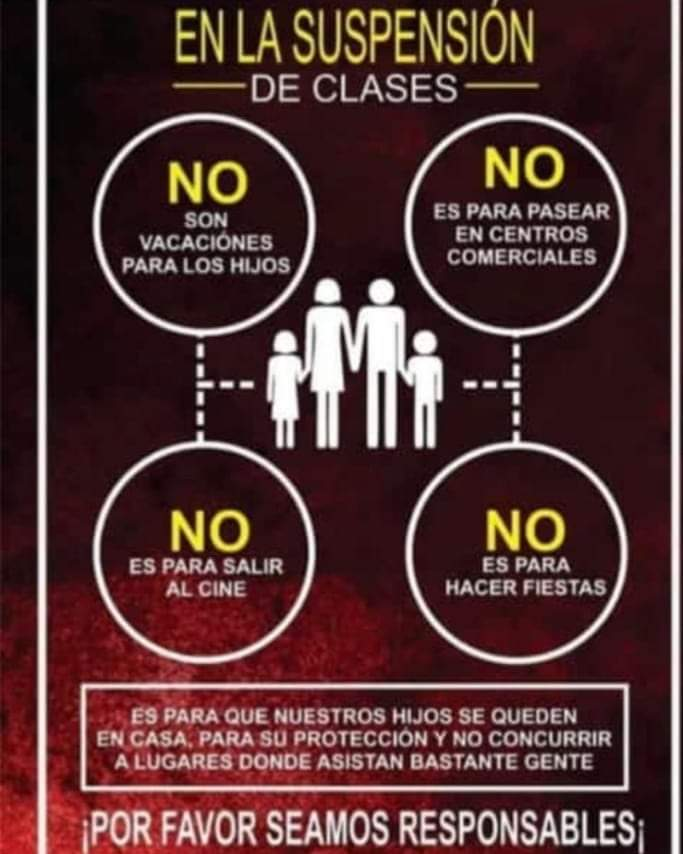 EN LA SUSPENSIÓN
DE CLASES
NO
SON
VACACIÓNES
PARA LOS HIJOS
NO
ES PARA PASEAR
EN CENTROS
COMERCIALES
NO
ES PARA SALIR
AL CINE
NO
ES PARA
HACER FIESTAS
ES PARA QUE NUESTROS HIJOS SE QUEDEN
EN CASA, PARA SU PROTECCIÓN Y NO CONCURRIR
A LUGARES DONDE ASISTAN BASTANTE GENTE
¡POR FAVOR SEAMOS RESPONSABLES¡